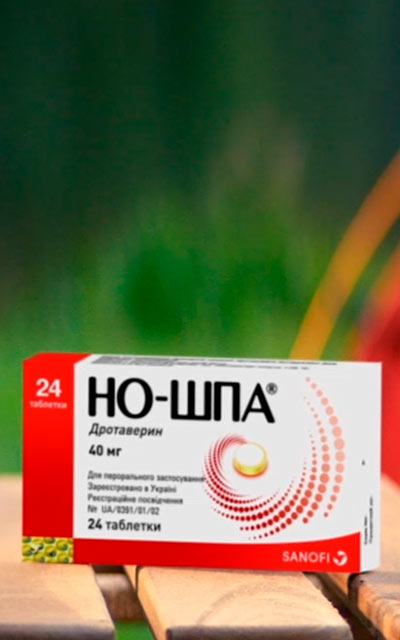 24
таблетки
НО-ШПА®
Дротаверин
40 мг
Для перорального застосування
Зареєстровано в Україні
Реєстраційне посвідчення
№ UA/0391/01/02
24 таблетки
SANOFI